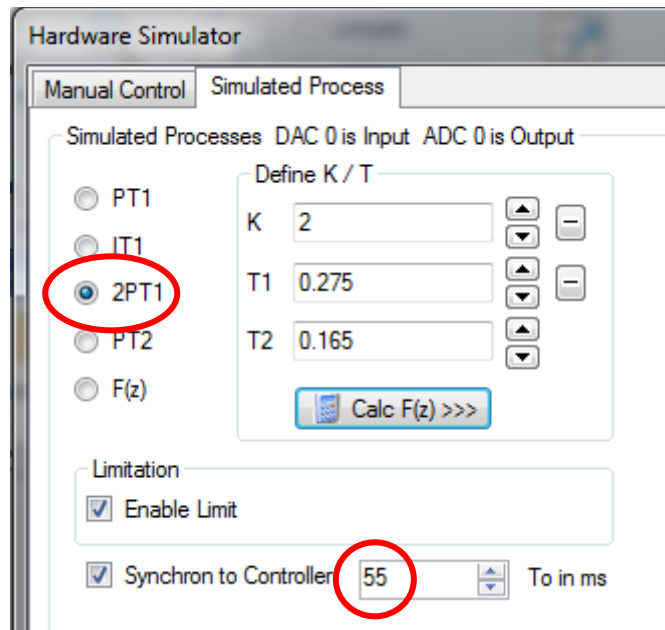 Hardware Simulator
Manual Control Simulated Process
Simulated Processes DAC 0 is Input ADC 0 is Output
Define K / T
PT1
K 2
IT1
2PT1
T1 0.275
PT2
T2 0.165
F(z)
Calc F(z) >>>
Limitation
Enable Limit
Synchron to Controller 55 To in ms